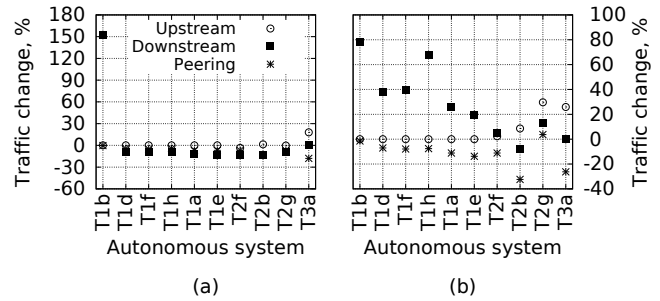 Traffic change, %
180
150
120
90
60
30
0
-30
-60
Upstream
Downstream
Peering
T1b T1d T1f T1h T1a T1e T2f T2b T2g T3a
Autonomous system
(a)
100
80
60
40
20
0
-20
-40
Traffic change, %
T1b T1d T1f T1h T1a T1e T2f T2b T2g T3a
Autonomous system
(b)